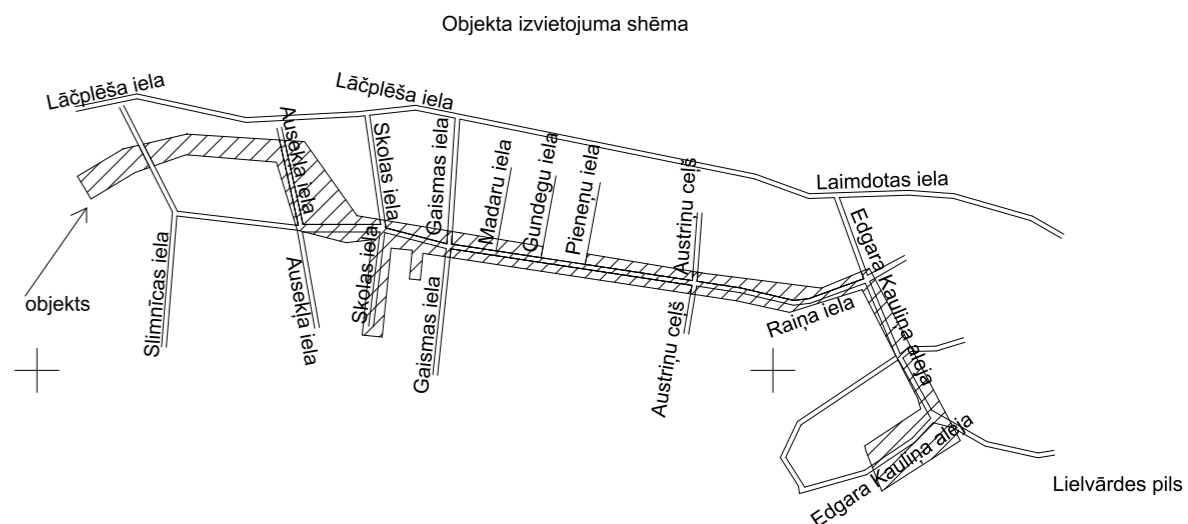 Objekta izvietojuma shēma
Lāčplēša iela
Lāčplēša iela
Ausekļa iela
Skolas iela
Gaismas iela
Madaru iela
Gundegu iela
Pieneņu iela
Austriņu ceļš
Laimdotas iela
Edgara Kauliņa aleja
objekts
Slimnīcas iela
Ausekļa iela
Skolas iela
Gaismas iela
Austriņu ceļš
Raiņa iela
Edgara Kauliņa aleja
Lielvārdes pils